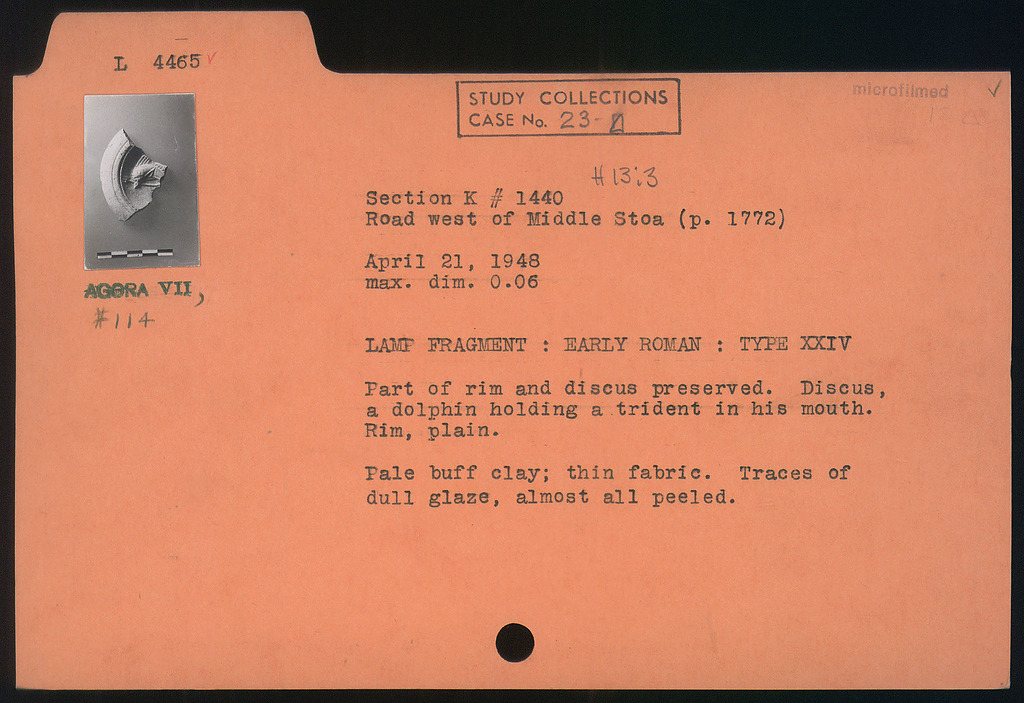 L 4465
microfilmed
STUDY COLLECTIONS
CASE No. 23-
H 13:3
Section K # 1440
Road west of Middle Stoa (p. 1772)
April 21, 1948
max. dim. 0.06
AGORA VII,
#114
LAMP FRAGMENT : EARLY ROMAN : TYPE XXIV
Part of rim and discus preserved. Discus,
a dolphin holding a trident in his mouth.
Rim, plain.
Pale buff clay; thin fabric. Traces of
dull glaze, almost all peeled.